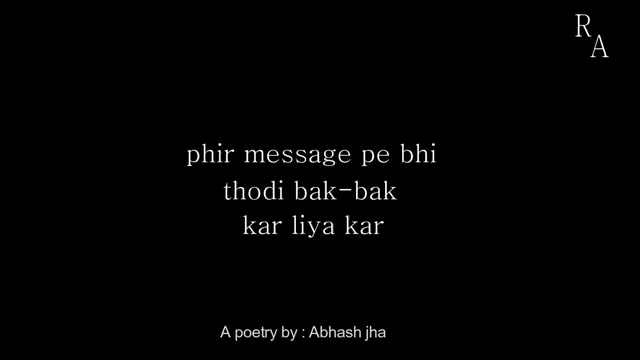 R
A
phir message pe bhi
thodi bak-bak
kar liya kar
A poetry by : Abhash jha